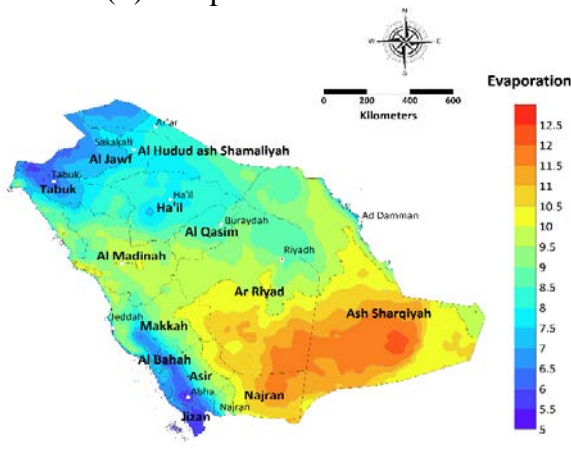 N
W E
S
0 200 400 600
Kilometers
Evaporation
12.5
12
11.5
11
10.5
10
9.5
9
8.5
8
7.5
7
6.5
6
5.5
5
Ar'ar
Sakakah
Al Jawf
Al Hudud ash Shamaliyah
Tabuk
Tabuk
Ha'il
Ha'il
Buraydah
Al Qasim
Ad Dammam
Al Madinah
Riyadh
Ar Riyad
Ash Sharqiyah
Jeddah
Makkah
Al Bahah
Asir
Abha
Najran
Najran
Jizan